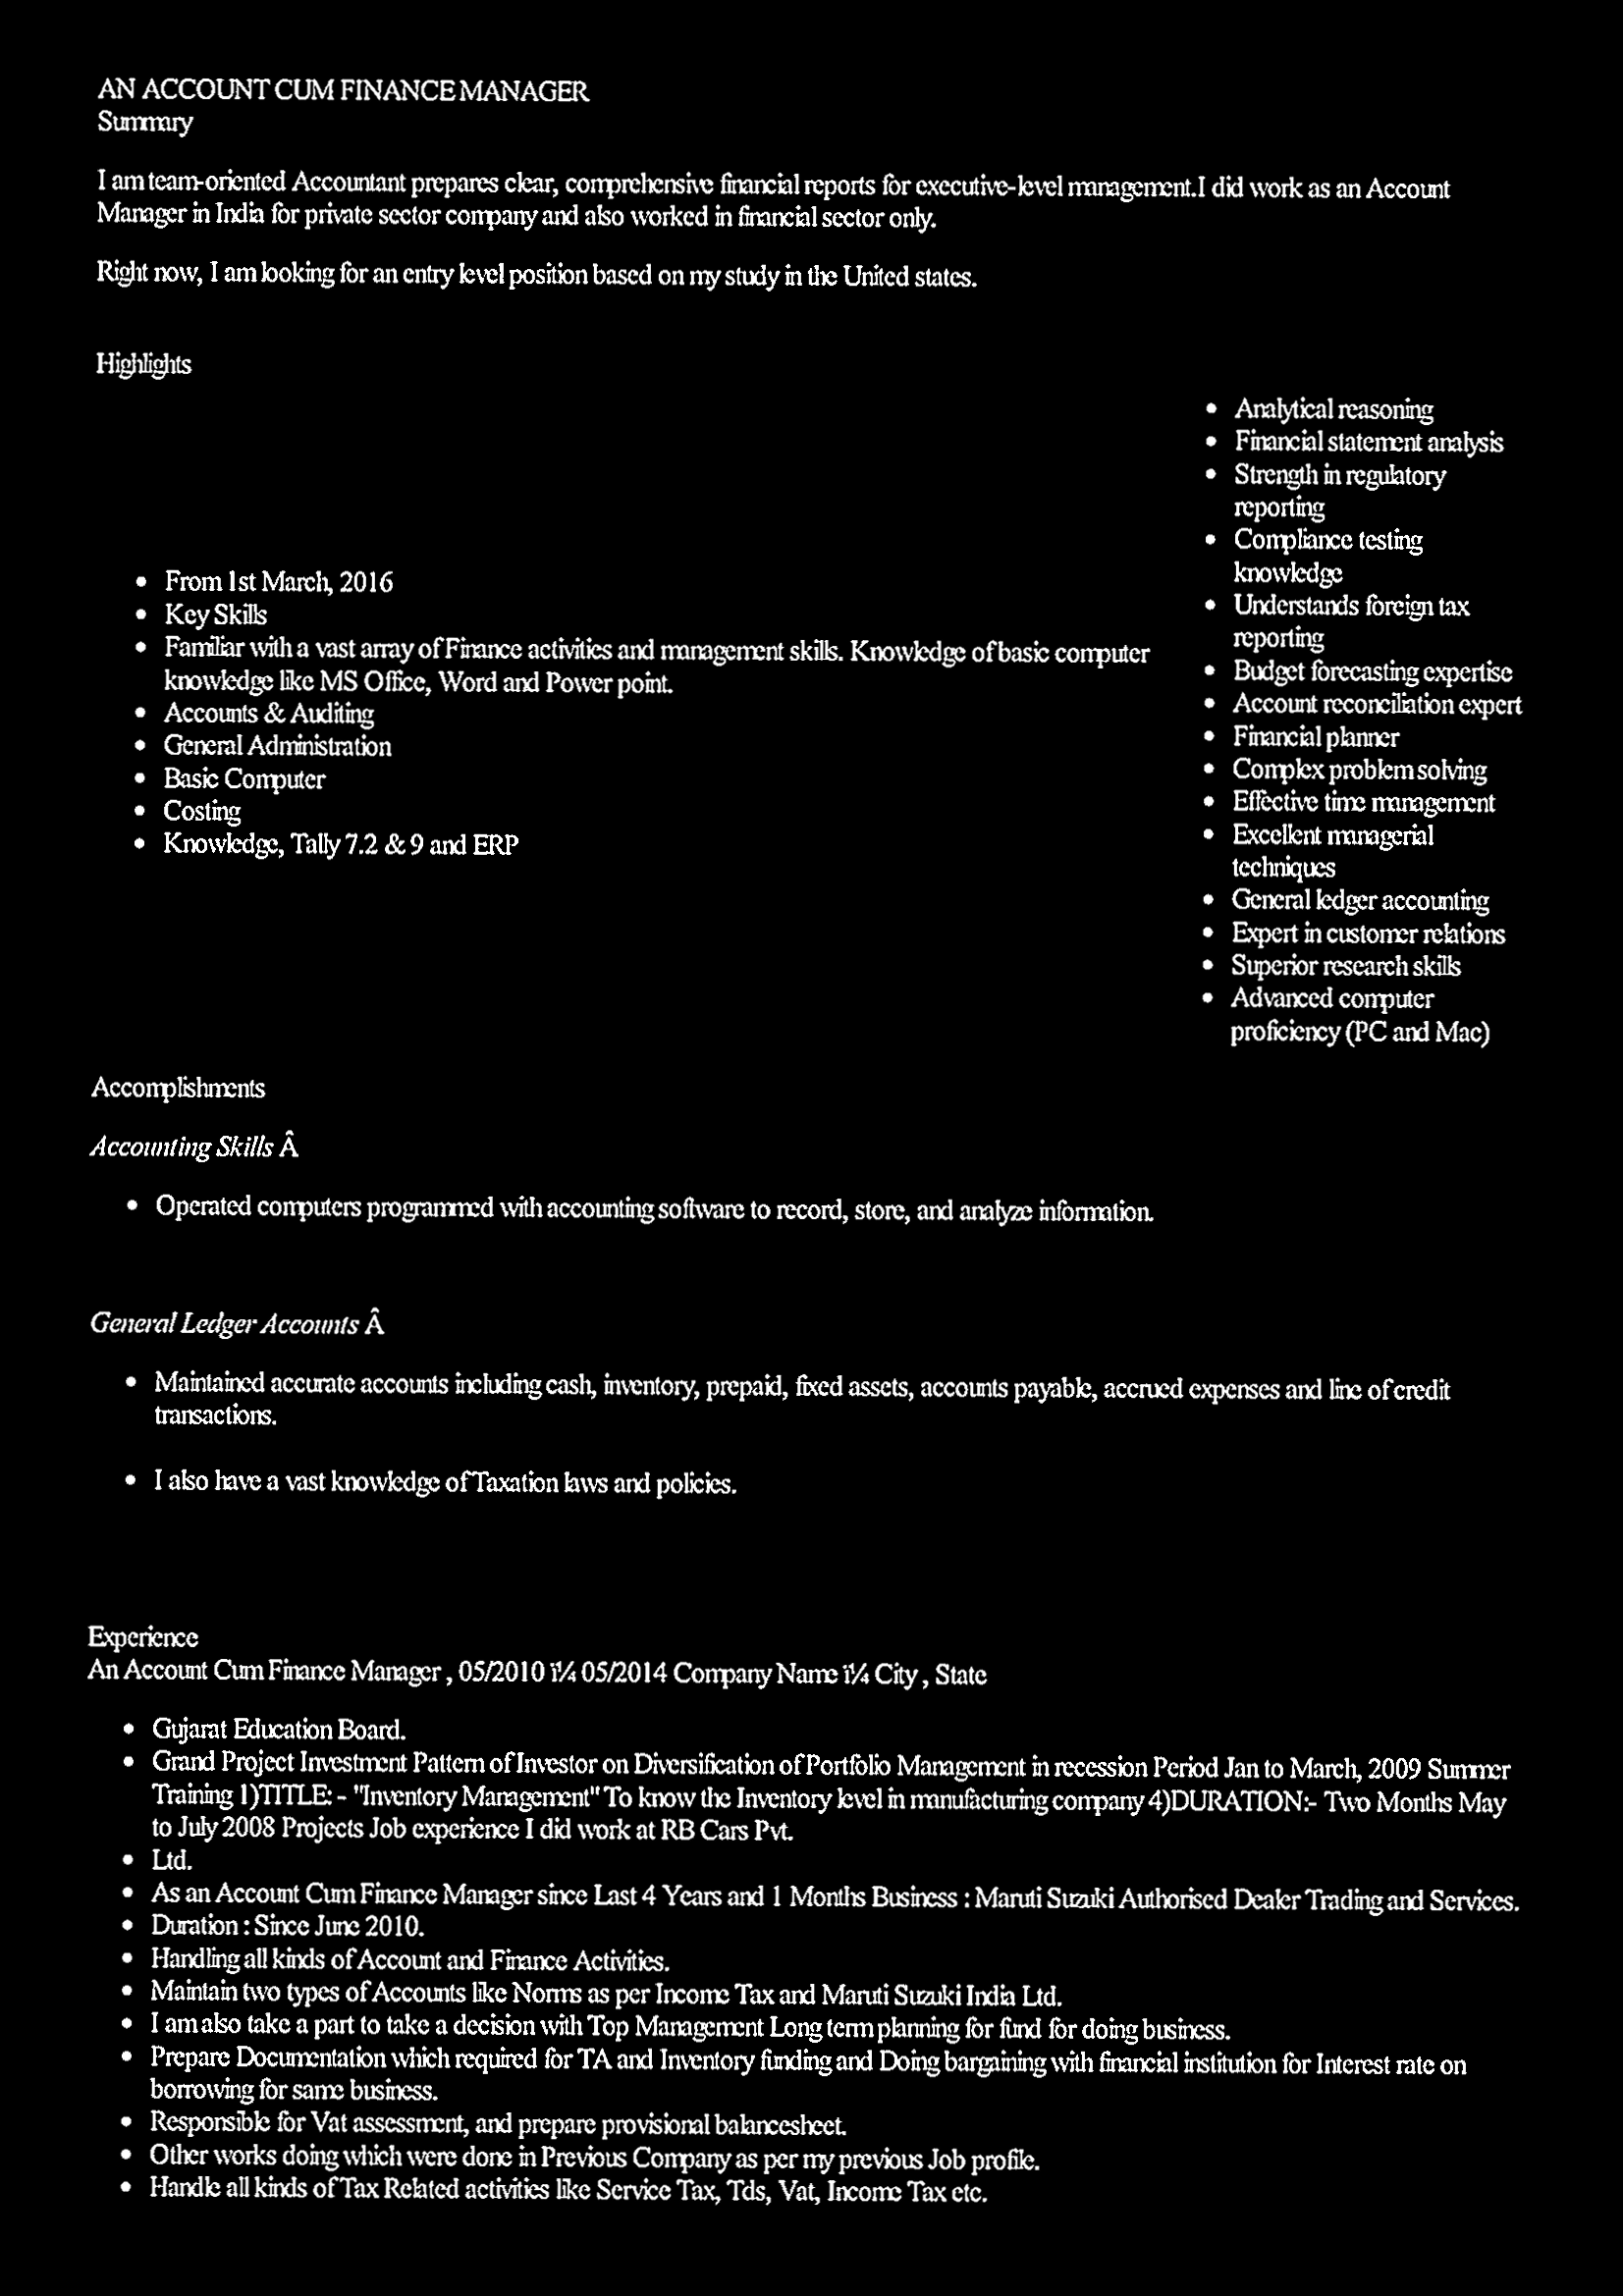 AN ACCOUNT CUM FINANCE MANAGER
Summary
I am team-oriented Accountant prepares clear, comprehensive financial reports for executive-level management.I did work as an Account
Manager in India for private sector company and also worked in financial sector only.
Right now, I am looking for an entry level position based on my study in the United states.
Highlights
• From 1st March, 2016
• Key Skills
• Familiar with a vast array of Finance activities and management skills. Knowledge of basic computer
knowledge like MS Office, Word and Power point.
• Accounts & Auditing
• General Administration
• Basic Computer
• Costing
• Knowledge, Tally 7.2 & 9 and ERP
• Analytical reasoning
• Financial statement analysis
• Strength in regulatory
reporting
• Compliance testing
knowledge
• Understands foreign tax
reporting
• Budget forecasting expertise
• Account reconciliation expert
• Financial planner
• Complex problem solving
• Effective time management
• Excellent managerial
techniques
• General ledger accounting
• Expert in customer relations
• Superior research skills
• Advanced computer
proficiency (PC and Mac)
Accomplishments
Accounting Skills Â
• Operated computers programmed with accounting software to record, store, and analyze information.
General Ledger Accounts Â
• Maintained accurate accounts including cash, inventory, prepaid, fixed assets, accounts payable, accrued expenses and line of credit
transactions.
• I also have a vast knowledge of Taxation laws and policies.
Experience
An Account Cum Finance Manager , 05/2010 ï¼ 05/2014 Company Name ï¼ City , State
• Gujarat Education Board.
• Grand Project Investment Pattern of Investor on Diversification of Portfolio Management in recession Period Jan to March, 2009 Summer
Training 1)TITLE: - "Inventory Management" To know the Inventory level in manufacturing company 4)DURATION:- Two Months May
to July 2008 Projects Job experience I did work at RB Cars Pvt.
• Ltd.
• As an Account Cum Finance Manager since Last 4 Years and 1 Months Business : Maruti Suzuki Authorised Dealer Trading and Services.
• Duration : Since June 2010.
• Handling all kinds of Account and Finance Activities.
• Maintain two types of Accounts like Norms as per Income Tax and Maruti Suzuki India Ltd.
• I am also take a part to take a decision with Top Management Long term planning for fund for doing business.
• Prepare Documentation which required for TA and Inventory funding and Doing bargaining with financial institution for Interest rate on
borrowing for same business.
• Responsible for Vat assessment, and prepare provisional balancesheet.
• Other works doing which were done in Previous Company as per my previous Job profile.
• Handle all kinds of Tax Related activities like Service Tax, Tds, Vat, Income Tax etc.